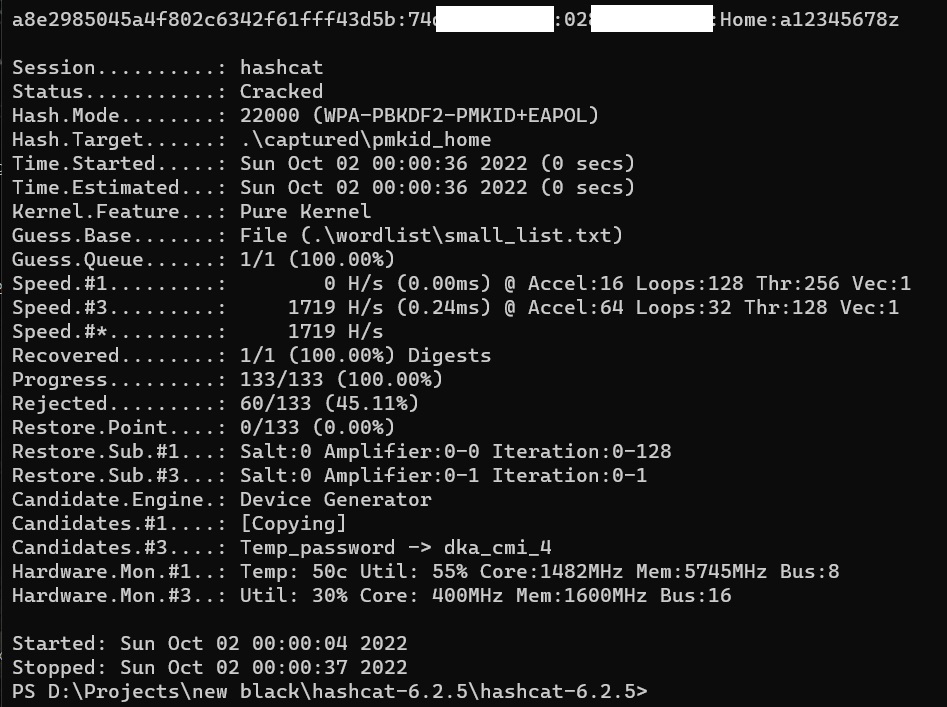 a8e2985045a4f802c6342f61fff43d5b:74 :02 :Home:a12345678z
Session..........: hashcat
Status...........: Cracked
Hash.Mode........: 22000 (WPA-PBKDF2-PMKID+EAPOL)
Hash.Target......: .\captured\pmkid_home
Time.Started.....: Sun Oct 02 00:00:36 2022 (0 secs)
Time.Estimated...: Sun Oct 02 00:00:36 2022 (0 secs)
Kernel.Feature...: Pure Kernel
Guess.Base.......: File (.\wordlist\small_list.txt)
Guess.Queue......: 1/1 (100.00%)
Speed.#1.........:        0 H/s (0.00ms) @ Accel:16 Loops:128 Thr:256 Vec:1
Speed.#3.........:     1719 H/s (0.24ms) @ Accel:64 Loops:32 Thr:128 Vec:1
Speed.#*.........:     1719 H/s
Recovered........: 1/1 (100.00%) Digests
Progress.........: 133/133 (100.00%)
Rejected.........: 60/133 (45.11%)
Restore.Point....: 0/133 (0.00%)
Restore.Sub.#1...: Salt:0 Amplifier:0-0 Iteration:0-128
Restore.Sub.#3...: Salt:0 Amplifier:0-1 Iteration:0-1
Candidate.Engine.: Device Generator
Candidates.#1....: [Copying]
Candidates.#3....: Temp_password -> dka_cmi_4
Hardware.Mon.#1..: Temp: 50c Util: 55% Core:1482MHz Mem:5745MHz Bus:8
Hardware.Mon.#3..: Util: 30% Core: 400MHz Mem:1600MHz Bus:16
Started: Sun Oct 02 00:00:04 2022
Stopped: Sun Oct 02 00:00:37 2022
PS D:\Projects\new black\hashcat-6.2.5\hashcat-6.2.5>